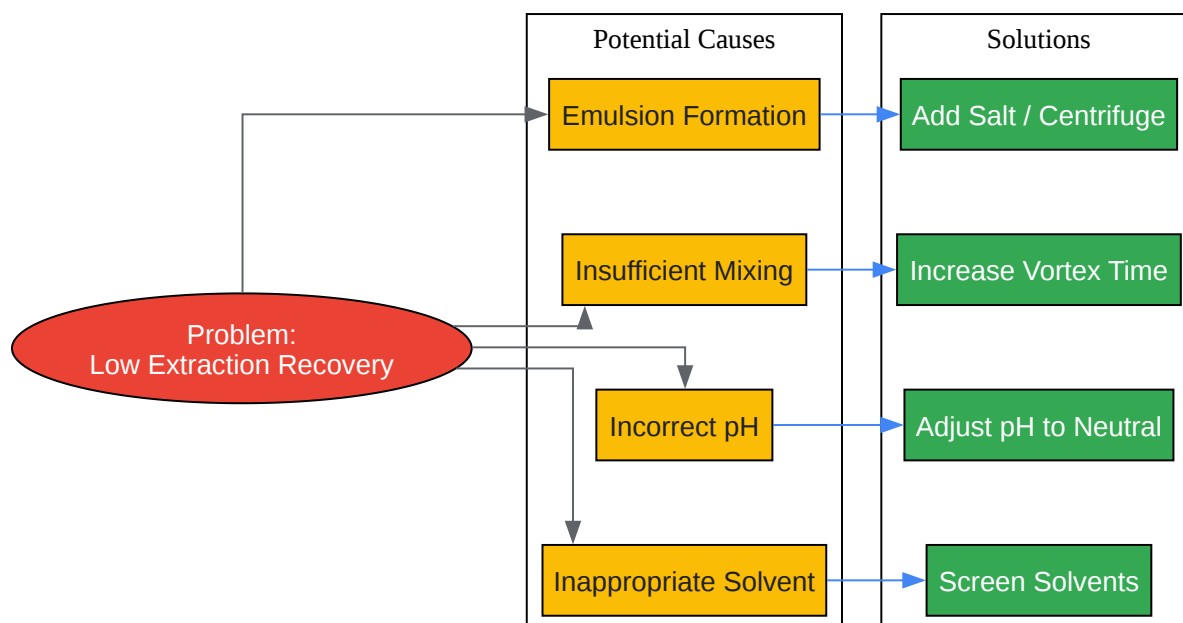 Potential Causes
Solutions
Emulsion Formation
Add Salt / Centrifuge
Insufficient Mixing
Increase Vortex Time
Problem:
Low Extraction Recovery
Incorrect pH
Adjust pH to Neutral
Inappropriate Solvent
Screen Solvents